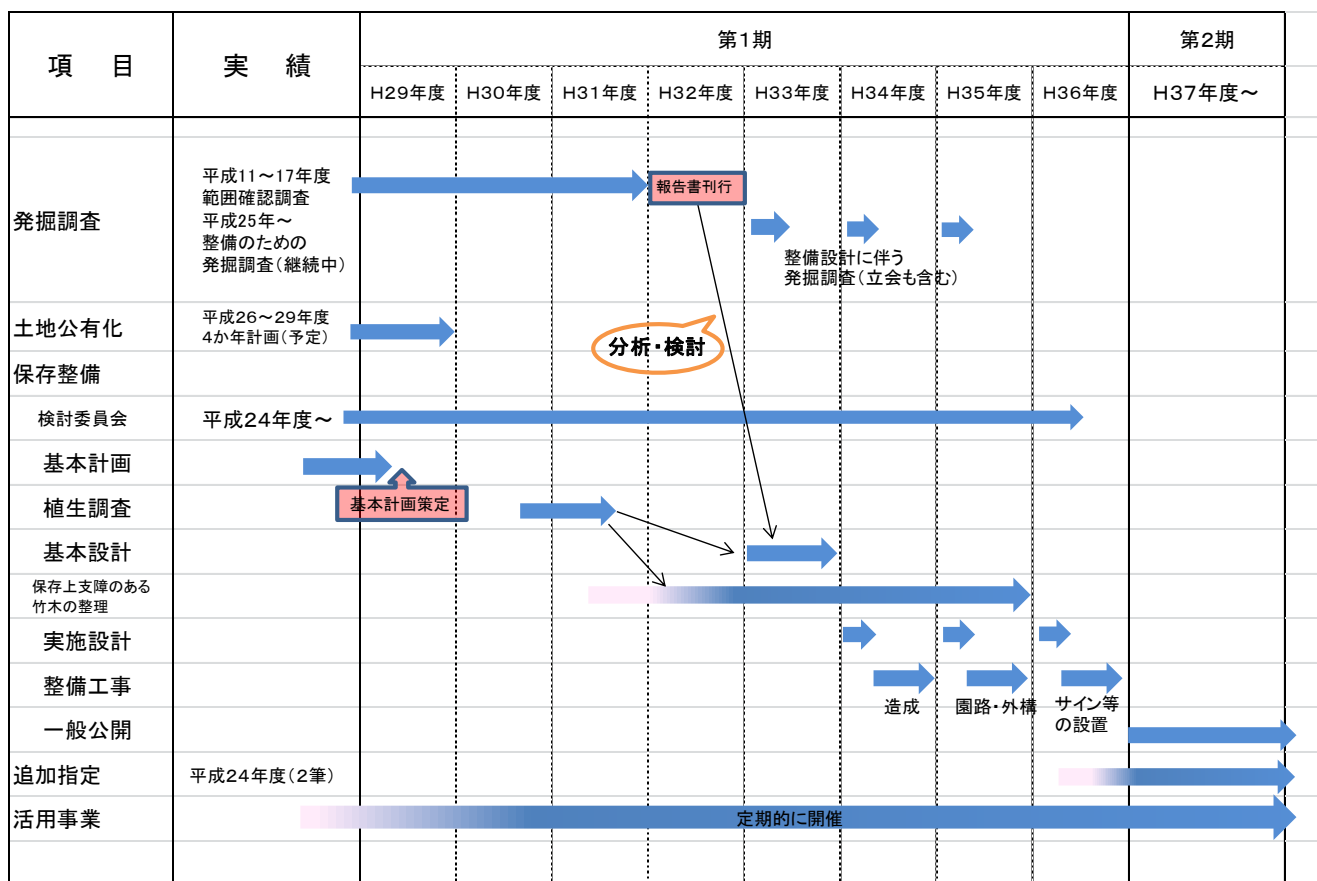 項　目
実　績
第1期
第2期
H29年度
H30年度
H31年度
H32年度
H33年度
H34年度
H35年度
H36年度
H37年度～
発掘調査
平成11～17年度
範囲確認調査
平成25年～
整備のための
発掘調査（継続中）
報告書刊行
整備設計に伴う
発掘調査（立会も含む）
土地公有化
平成26～29年度
4か年計画（予定）
分析・検討
保存整備
検討委員会
平成24年度～
基本計画
基本計画策定
植生調査
基本設計
保存上支障のある
竹木の整理
実施設計
整備工事
造成
園路・外構
サイン等
の設置
一般公開
追加指定
平成24年度（2筆）
活用事業
定期的に開催